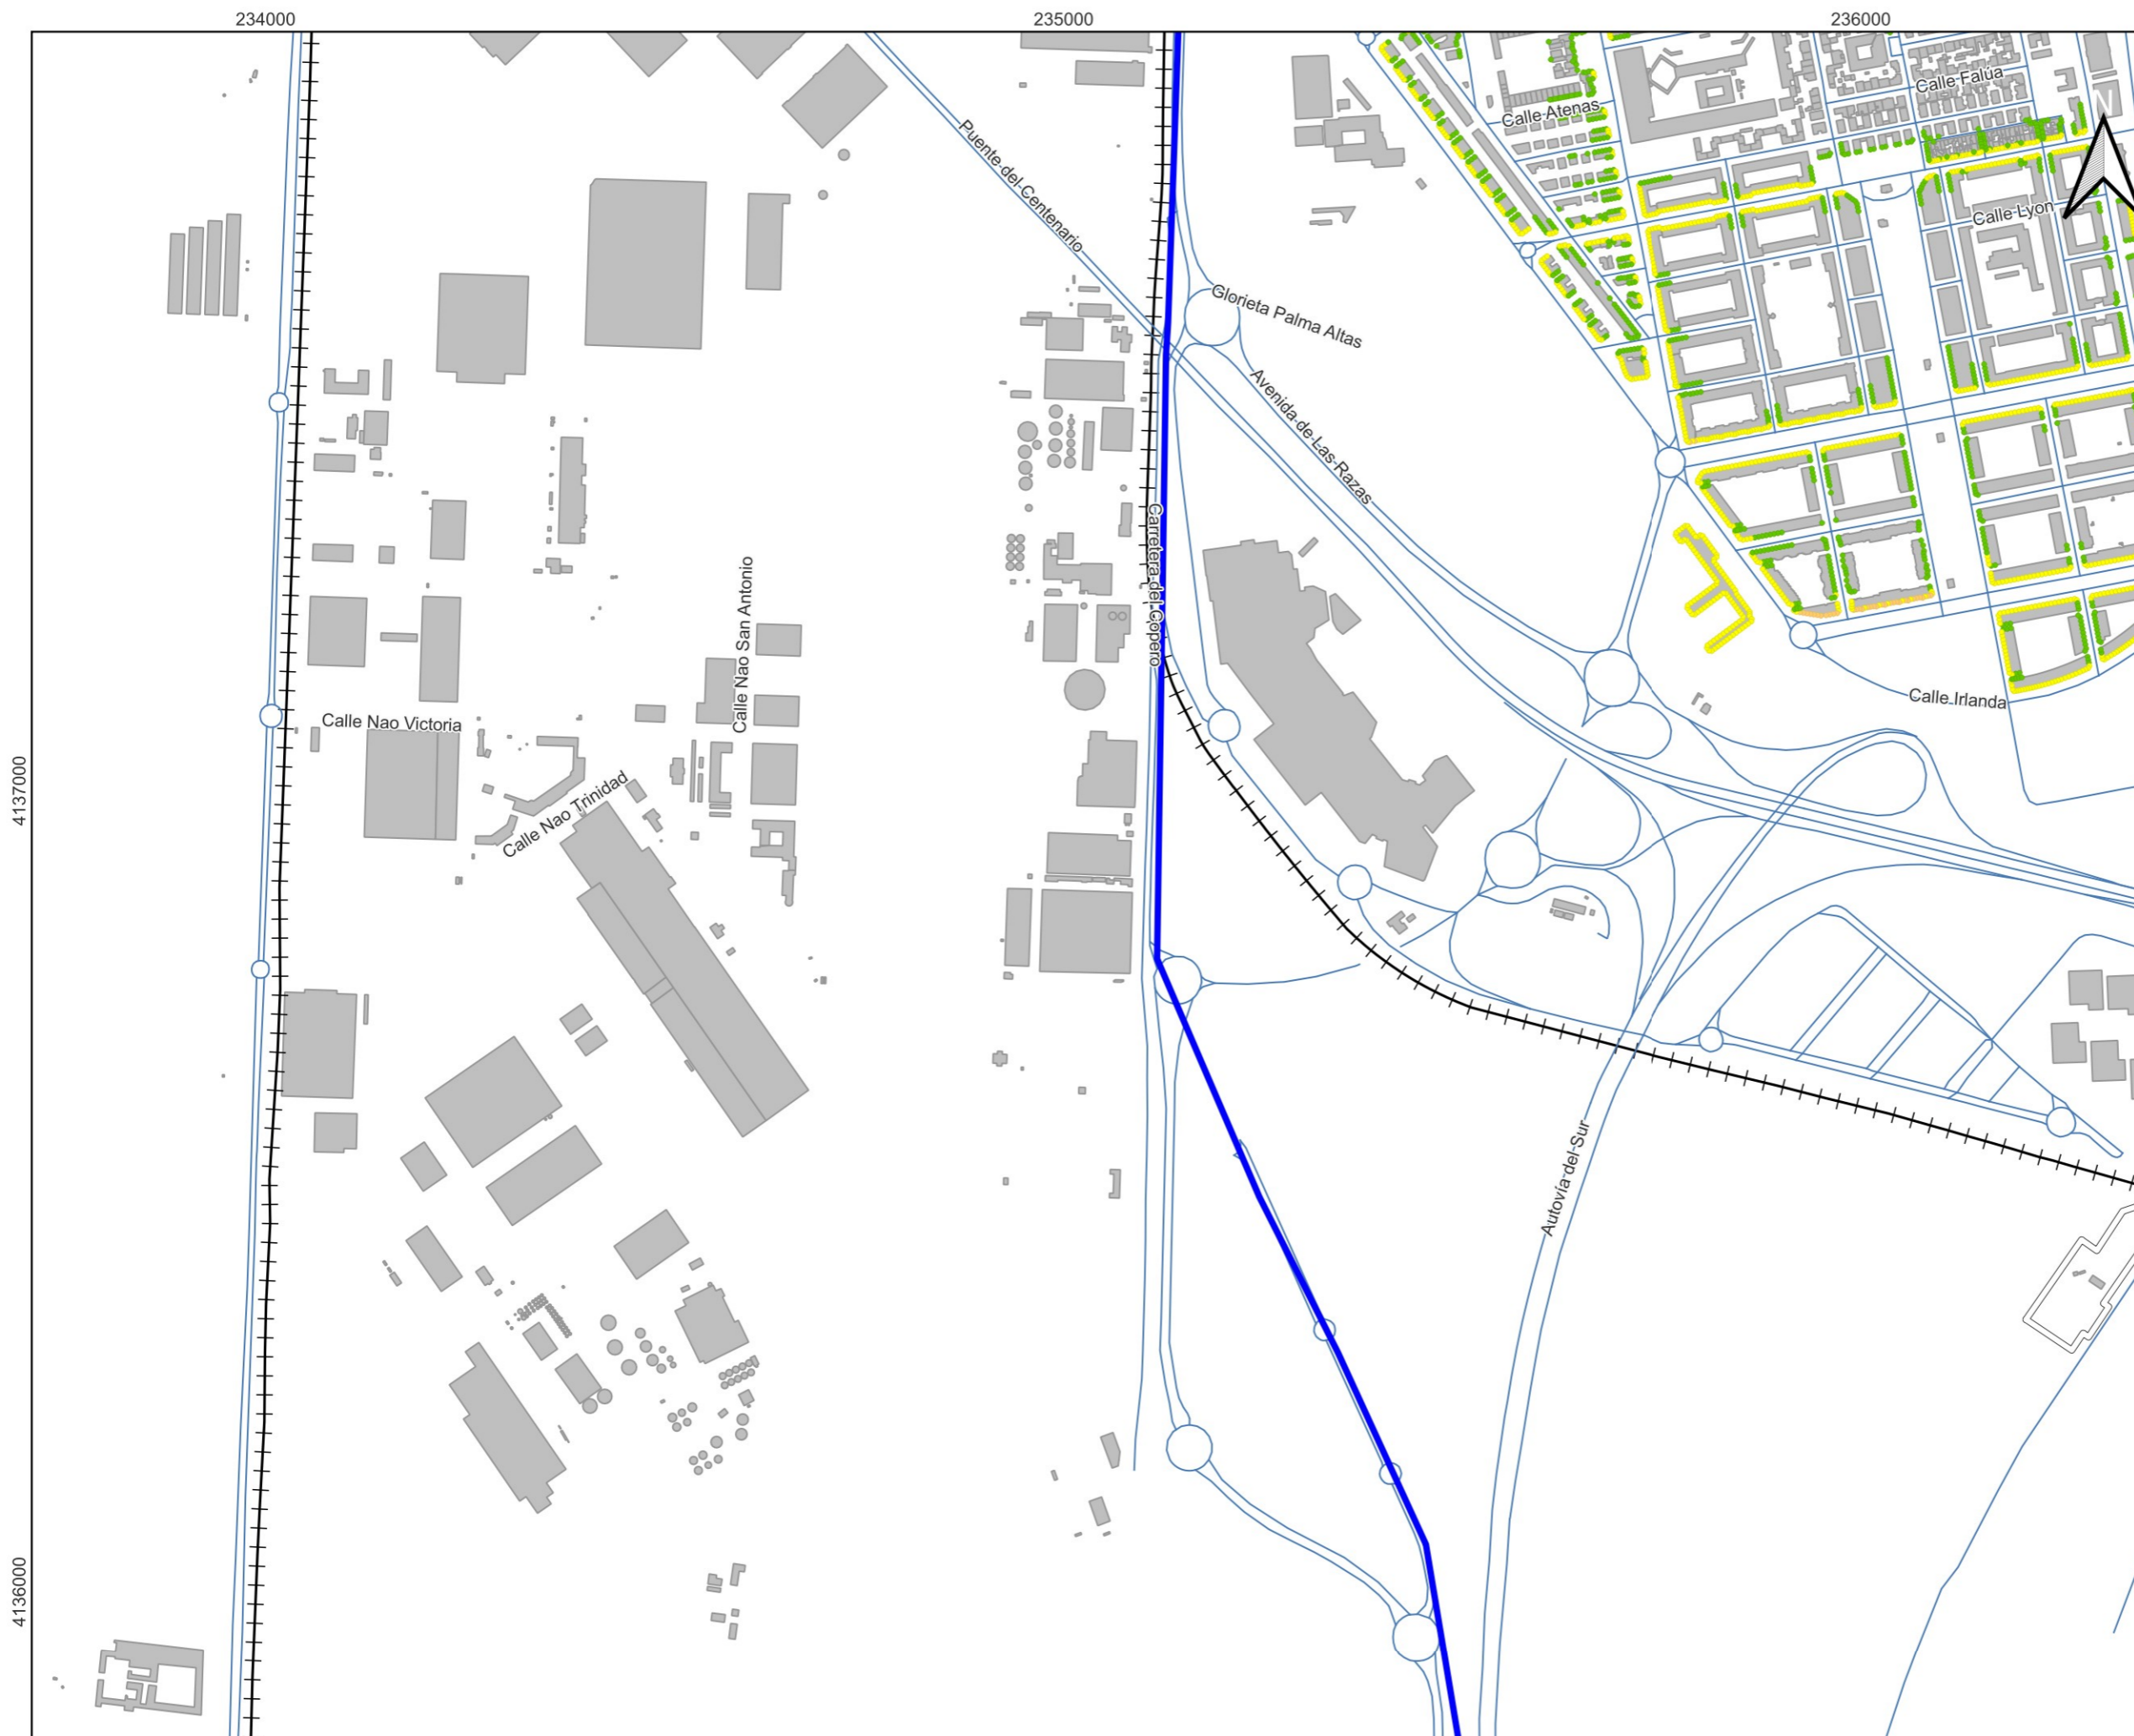 234000
235000
236000
Calle Falúa
Calle Atenas
N
Puente del Centenario
Calle Lyon
Glorieta Palma Altas
Avenida de Las Razas
Carretera del Copero
Calle Nao San Antonio
Calle Irlanda
Calle Nao Victoria
4137000
Calle Nao Trinidad
Autovía del Sur
4136000